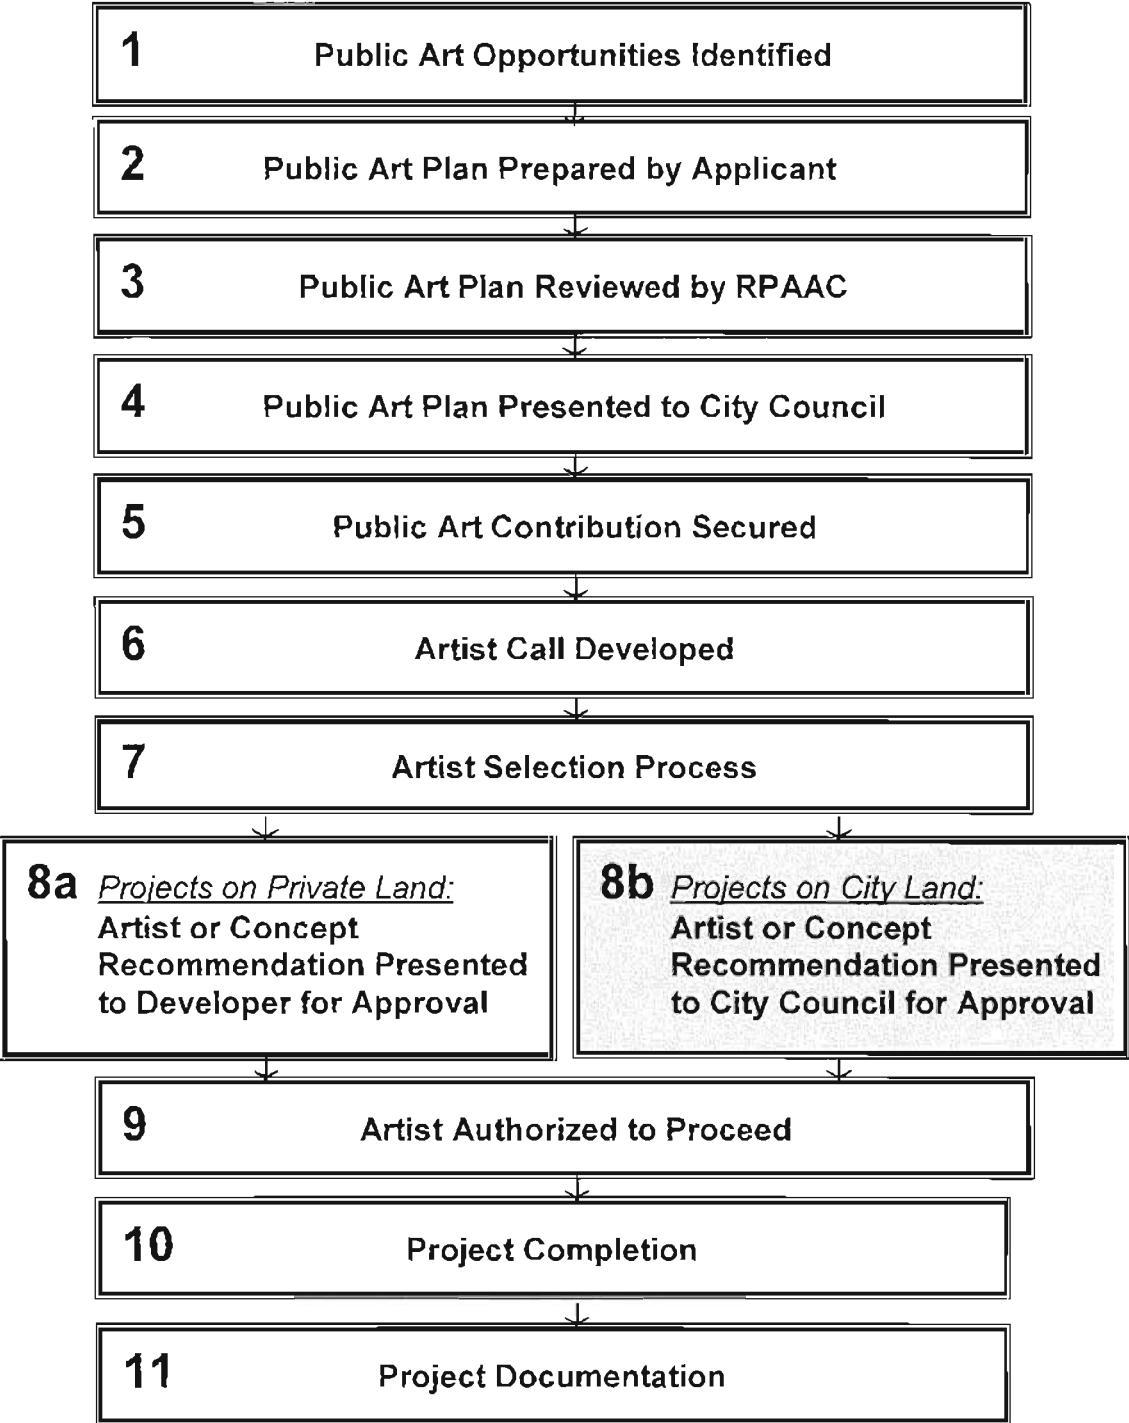 1 Public Art Opportunities Identified
2 Public Art Plan Prepared by Applicant
3 Public Art Plan Reviewed by RPAAC
4 Public Art Plan Presented to City Council
5 Public Art Contribution Secured
6 Artist Call Developed
7 Artist Selection Process
8a Projects on Private Land:
Artist or Concept
Recommendation Presented
to Developer for Approval
8b Projects on City Land:
Artist or Concept
Recommendation Presented
to City Council for Approval
9 Artist Authorized to Proceed
10 Project Completion
11 Project Documentation